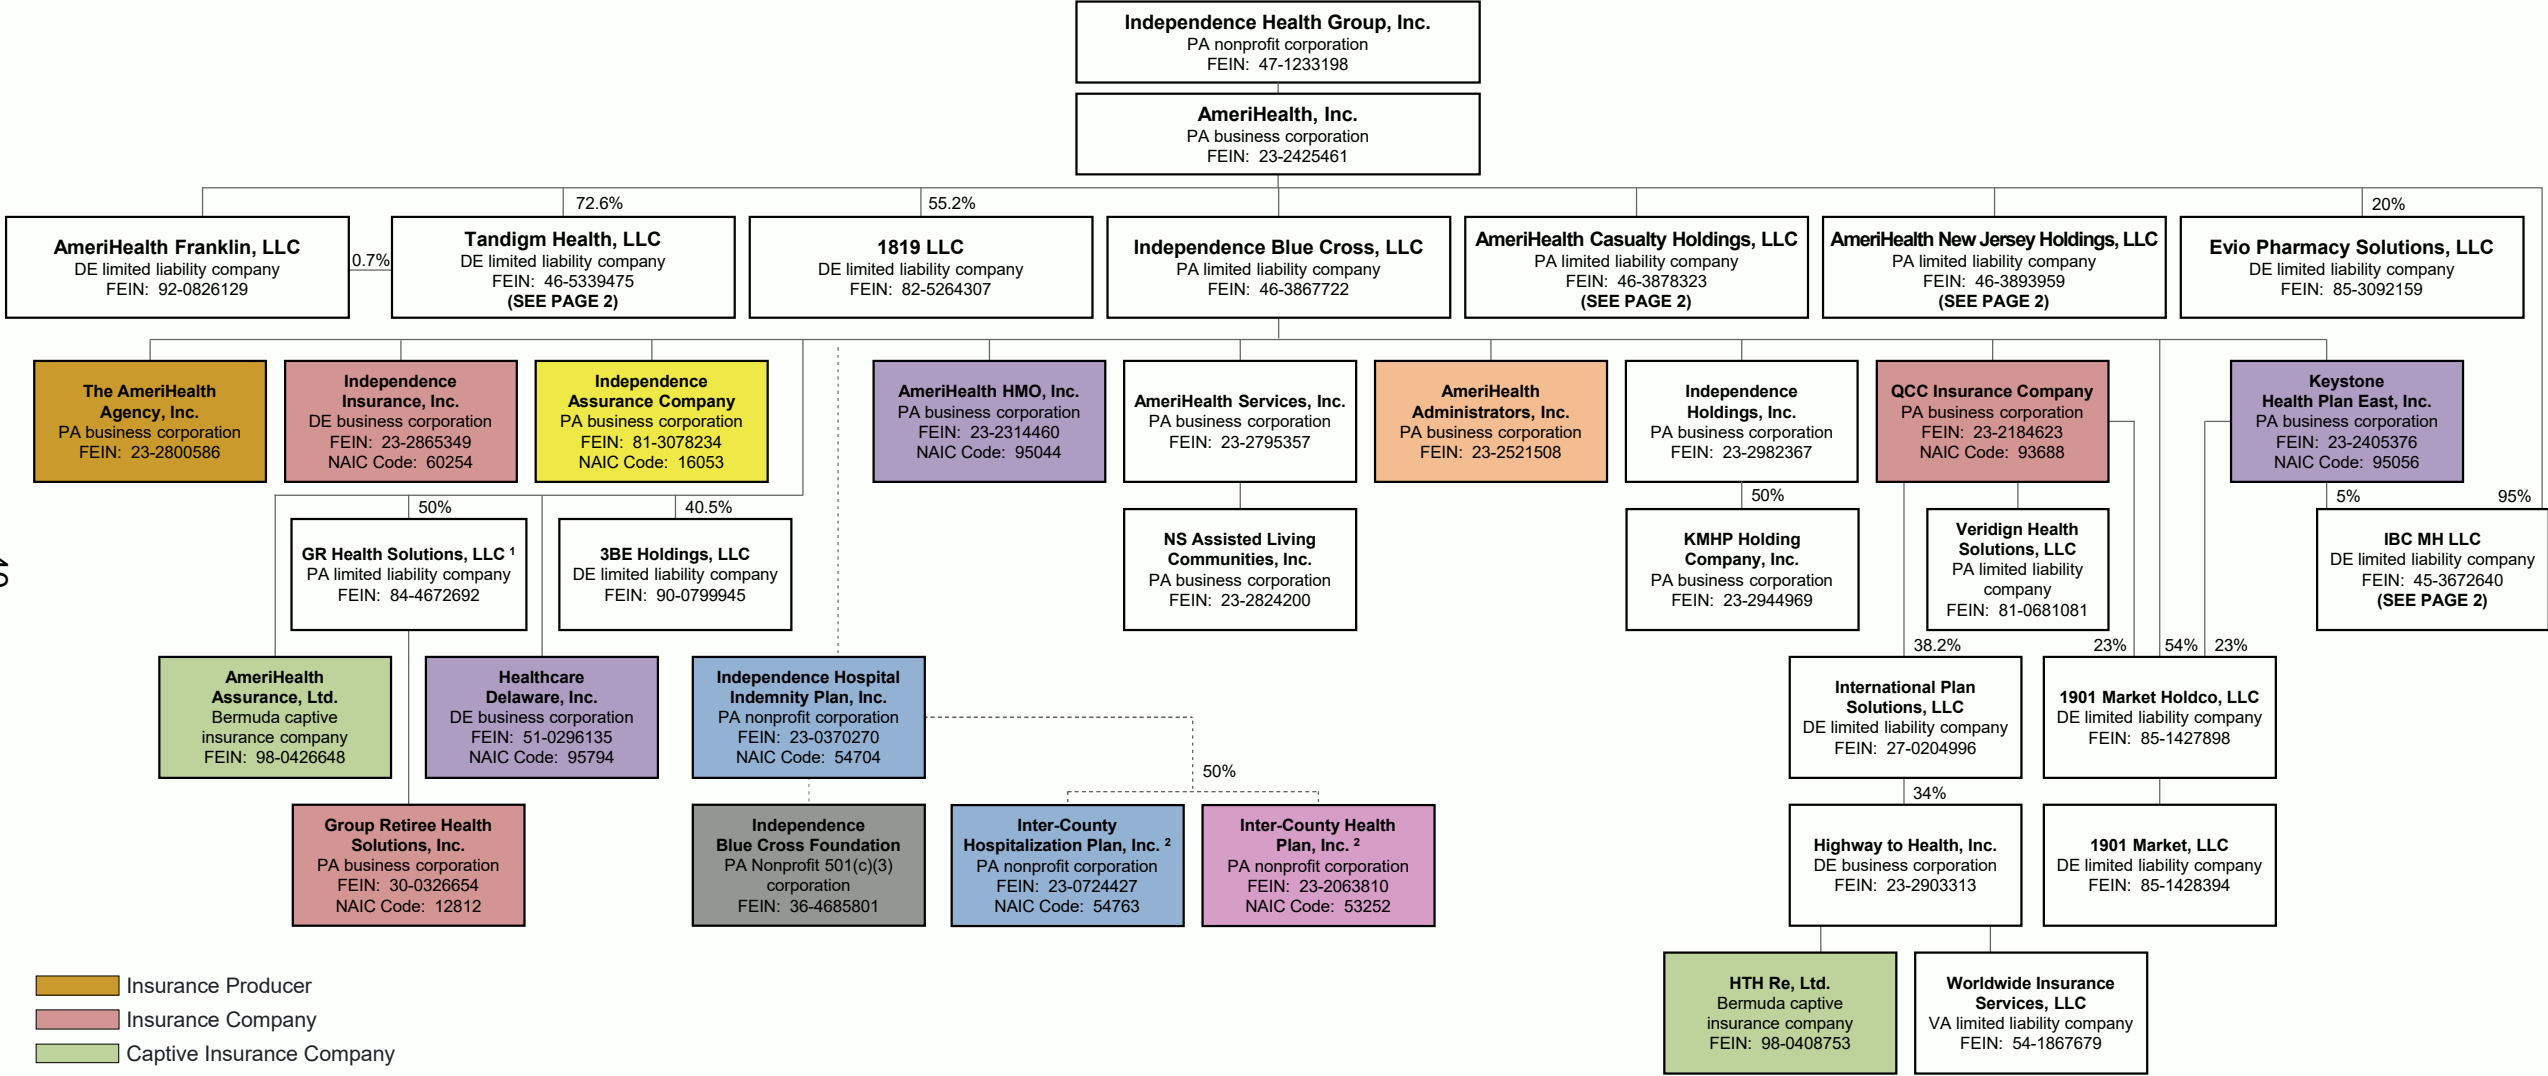 Independence Health Group, Inc.
PA nonprofit corporation
FEIN: 47-1233198
AmeriHealth, Inc.
PA business corporation
FEIN: 23-2425461
72.6%
55.2%
20%
AmeriHealth Franklin, LLC
DE limited liability company
FEIN: 92-0826129
0.7%
Tandigm Health, LLC
DE limited liability company
FEIN: 46-5339475
(SEE PAGE 2)
1819 LLC
DE limited liability company
FEIN: 82-5264307
Independence Blue Cross, LLC
PA limited liability company
FEIN: 46-3867722
AmeriHealth Casualty Holdings, LLC
PA limited liability company
FEIN: 46-3878323
(SEE PAGE 2)
AmeriHealth New Jersey Holdings, LLC
PA limited liability company
FEIN: 46-3893959
(SEE PAGE 2)
Evio Pharmacy Solutions, LLC
DE limited liability company
FEIN: 85-3092159
The AmeriHealth
Agency, Inc.
PA business corporation
FEIN: 23-2800586
Independence
Insurance, Inc.
DE business corporation
FEIN: 23-2865349
NAIC Code: 60254
Independence
Assurance Company
PA business corporation
FEIN: 81-3078234
NAIC Code: 16053
AmeriHealth HMO, Inc.
PA business corporation
FEIN: 23-2314460
NAIC Code: 95044
AmeriHealth Services, Inc.
PA business corporation
FEIN: 23-2795357
AmeriHealth
Administrators, Inc.
PA business corporation
FEIN: 23-2521508
Independence
Holdings, Inc.
PA business corporation
FEIN: 23-2982367
QCC Insurance Company
PA business corporation
FEIN: 23-2184623
NAIC Code: 93688
Keystone
Health Plan East, Inc.
PA business corporation
FEIN: 23-2405376
NAIC Code: 95056
50%
40.5%
50%
5%
95%
GR Health Solutions, LLC ¹
PA limited liability company
FEIN: 84-4672692
3BE Holdings, LLC
DE limited liability company
FEIN: 90-0799945
NS Assisted Living
Communities, Inc.
PA business corporation
FEIN: 23-2824200
KMHP Holding
Company, Inc.
PA business corporation
FEIN: 23-2944969
Veridign Health
Solutions, LLC
PA limited liability
company
FEIN: 81-0681081
IBC MH LLC
DE limited liability company
FEIN: 45-3672640
(SEE PAGE 2)
38.2%
23%
54%
23%
AmeriHealth
Assurance, Ltd.
Bermuda captive
insurance company
FEIN: 98-0426648
Healthcare
Delaware, Inc.
DE business corporation
FEIN: 51-0296135
NAIC Code: 95794
Independence Hospital
Indemnity Plan, Inc.
PA nonprofit corporation
FEIN: 23-0370270
NAIC Code: 54704
International Plan
Solutions, LLC
DE limited liability company
FEIN: 27-0204996
1901 Market Holdco, LLC
DE limited liability company
FEIN: 85-1427898
50%
34%
Group Retiree Health
Solutions, Inc.
PA business corporation
FEIN: 30-0326654
NAIC Code: 12812
Independence
Blue Cross Foundation
PA Nonprofit 501(c)(3)
corporation
FEIN: 36-4685801
Inter-County
Hospitalization Plan, Inc. ²
PA nonprofit corporation
FEIN: 23-0724427
NAIC Code: 54763
Inter-County Health
Plan, Inc. ²
PA nonprofit corporation
FEIN: 23-2063810
NAIC Code: 53252
Highway to Health, Inc.
DE business corporation
FEIN: 23-2903313
1901 Market, LLC
DE limited liability company
FEIN: 85-1428394
HTH Re, Ltd.
Bermuda captive
insurance company
FEIN: 98-0408753
Worldwide Insurance
Services, LLC
VA limited liability company
FEIN: 54-1867679
Insurance Producer
Insurance Company
Captive Insurance Company